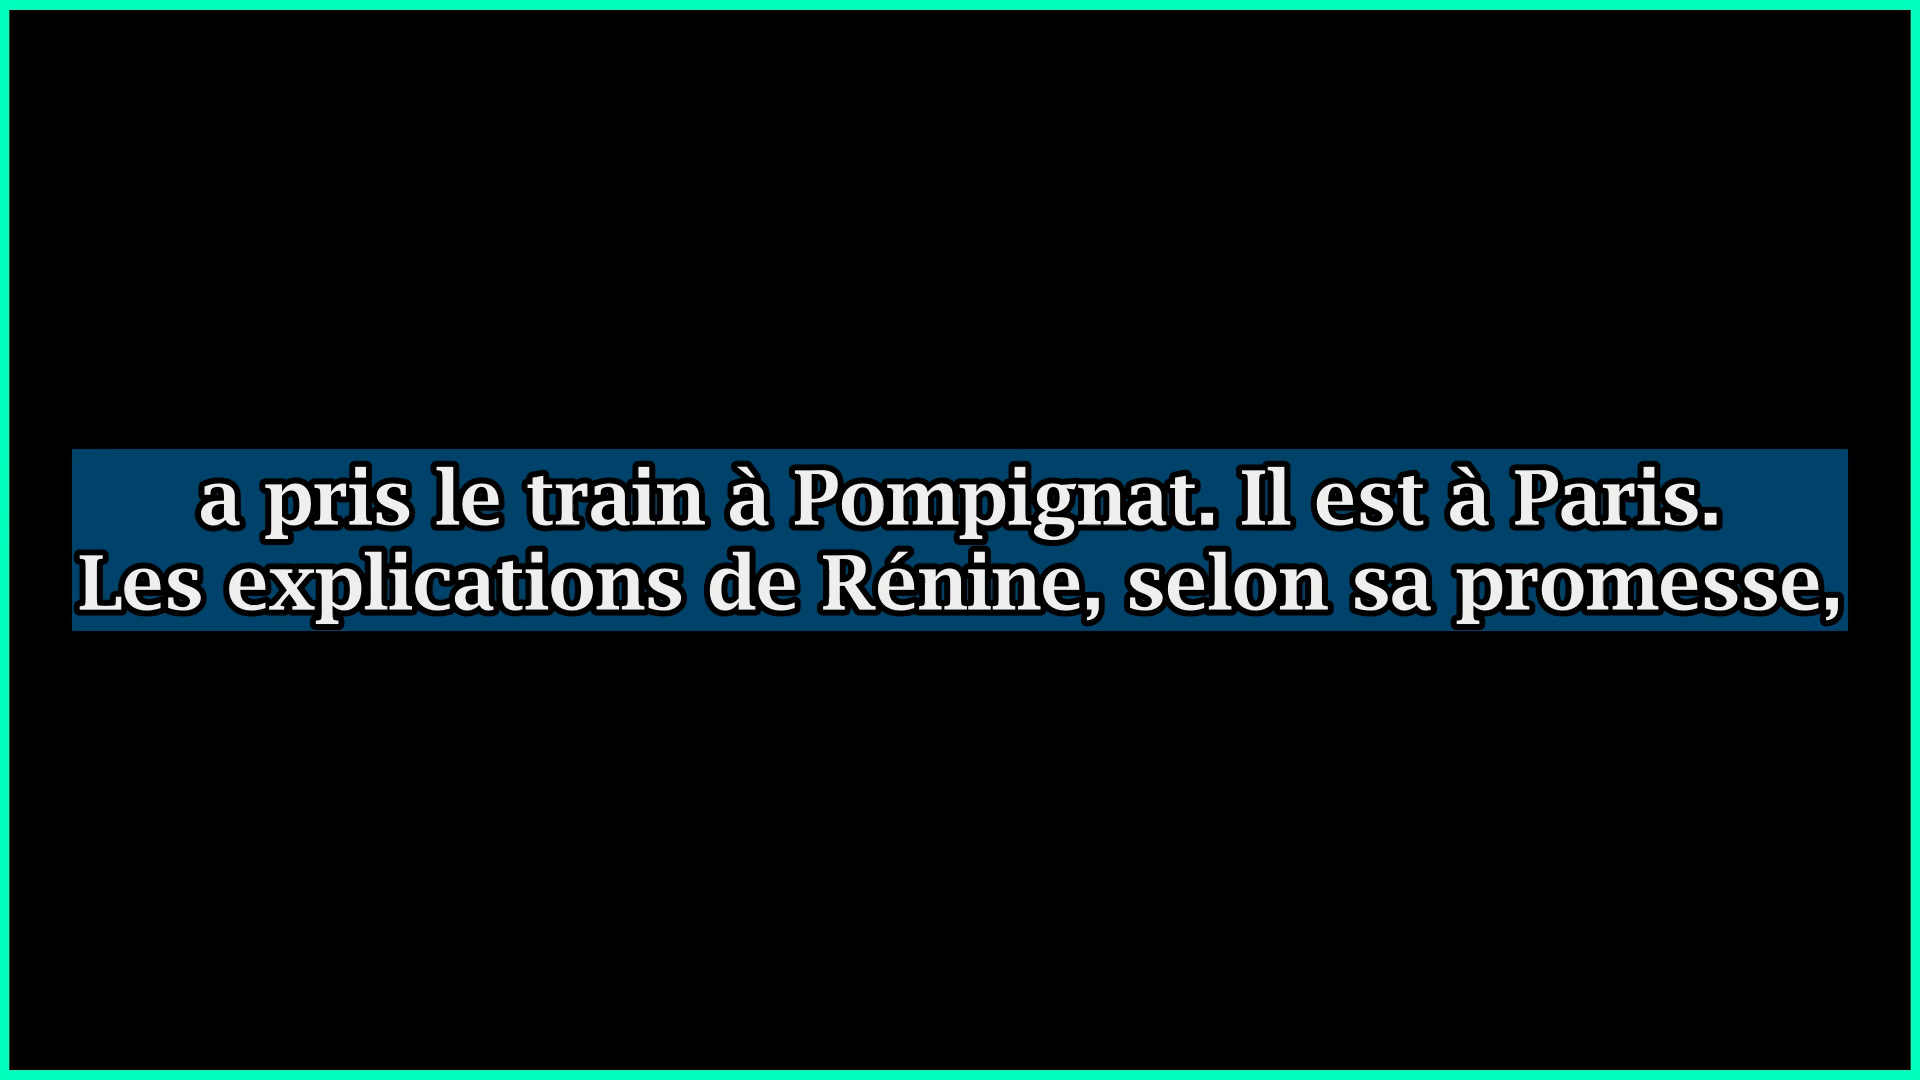 a pris le train à Pompignat. Il est à Paris.
Les explications de Rénine, selon sa promesse,